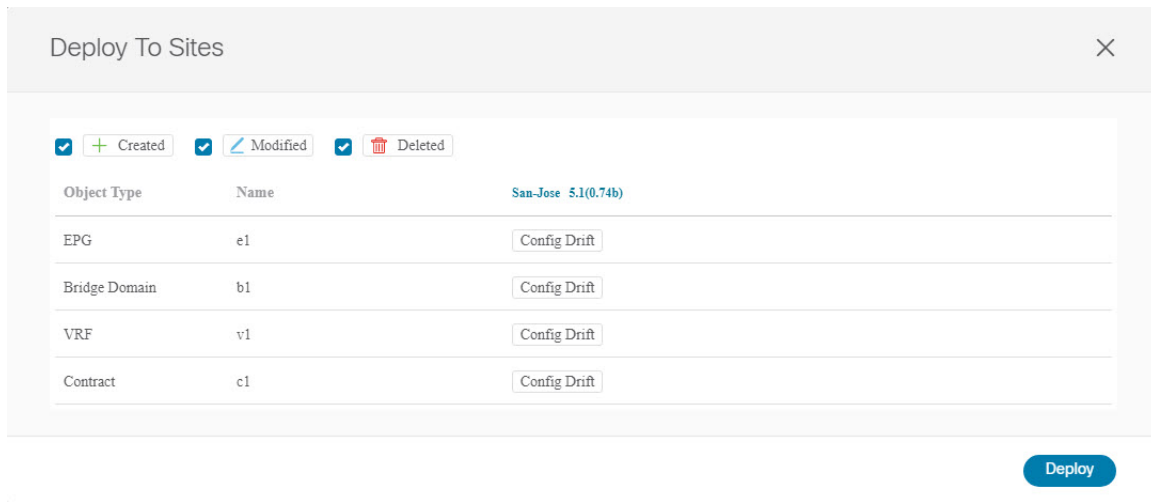 Deploy To Sites
Created Modified Deleted
Object Type Name San-Jose 5.1(0.74b)
EPG e1 Config Drift
Bridge Domain b1 Config Drift
VRF v1 Config Drift
Contract c1 Config Drift
Deploy